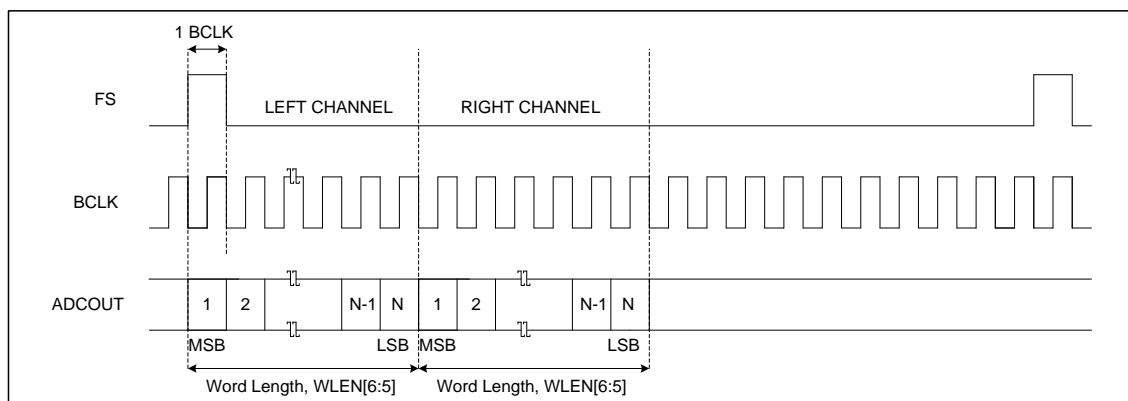 1 BCLK
FS
LEFT CHANNEL
RIGHT CHANNEL
BCLK
ADCOUT
1
2
N-1
N
1
2
N-1
N
MSB
LSB
MSB
LSB
Word Length, WLEN[6:5]
Word Length, WLEN[6:5]